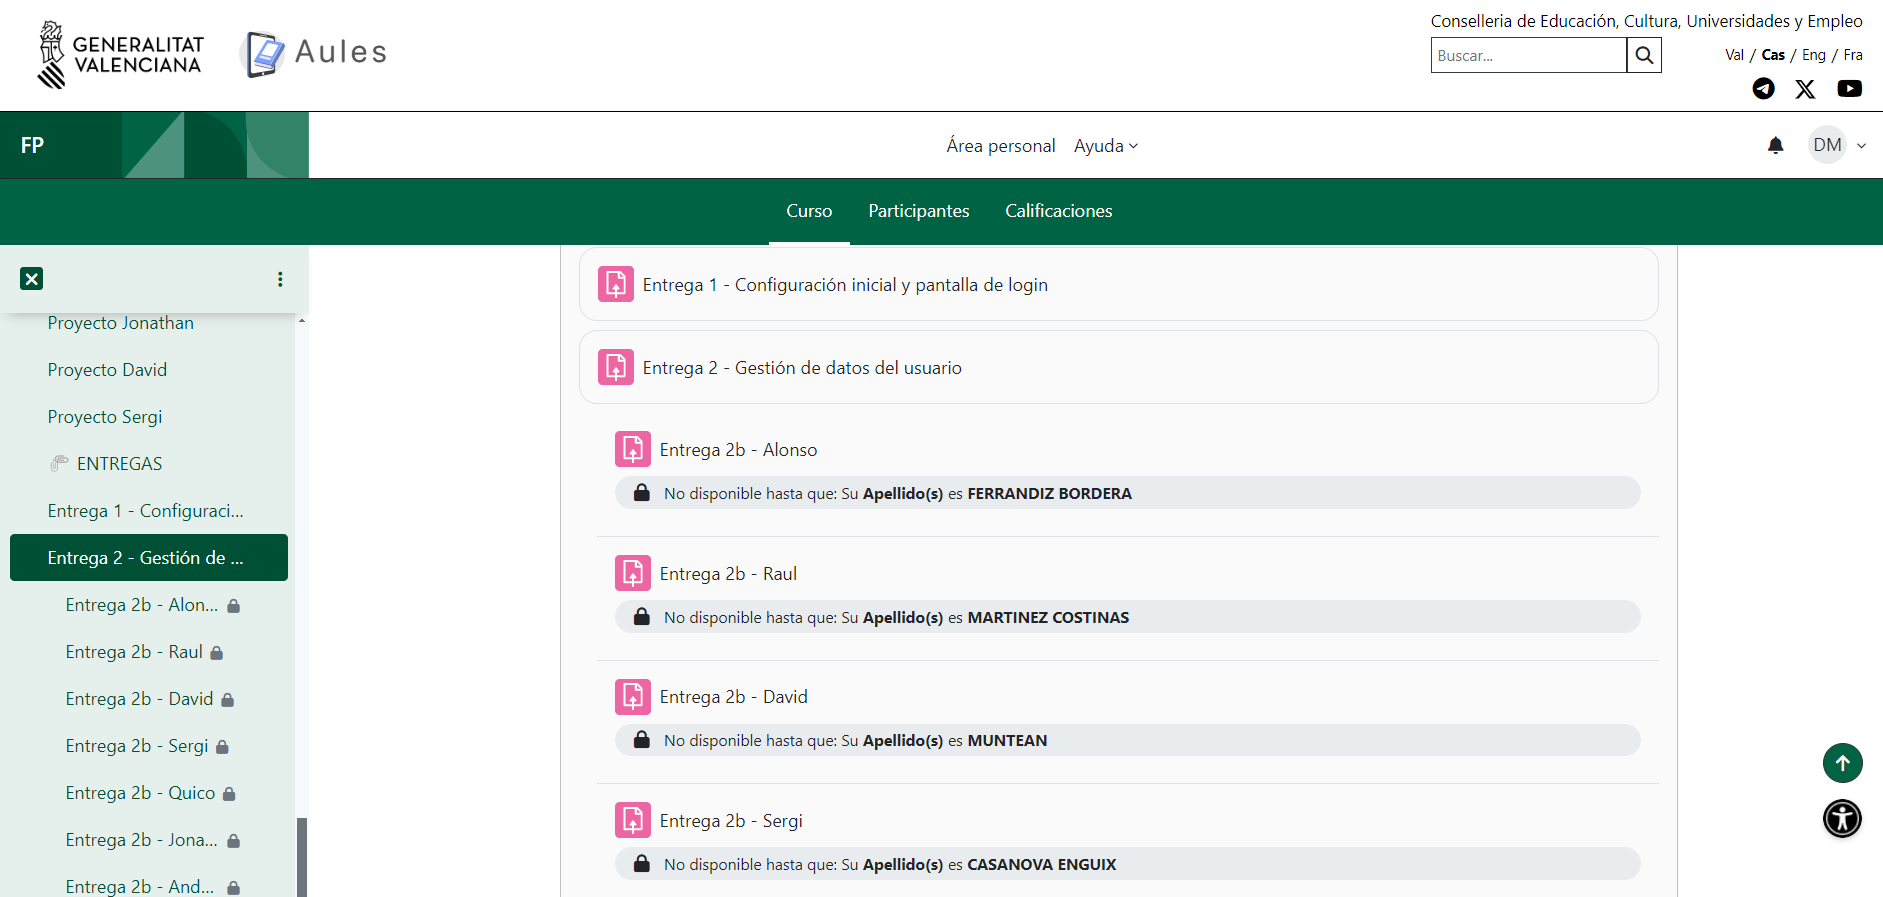 GENERALITAT
VALENCIANA
Aules
Conselleria de Educación, Cultura, Universidades y Empleo
Buscar...
Val / Cas / Eng / Fra
FP
Área personal
Ayuda
DM
Curso
Participantes
Calificaciones
Proyecto Jonathan
Proyecto David
Proyecto Sergi
ENTREGAS
Entrega 1 - Configuraci...
Entrega 2 - Gestión de ...
Entrega 2b - Alon...
Entrega 2b - Raul
Entrega 2b - David
Entrega 2b - Sergi
Entrega 2b - Quico
Entrega 2b - Jona...
Entrega 2b - And...
Entrega 1 - Configuración inicial y pantalla de login
Entrega 2 - Gestión de datos del usuario
Entrega 2b - Alonso
No disponible hasta que: Su Apellido(s) es FERRANDIZ BORDERA
Entrega 2b - Raul
No disponible hasta que: Su Apellido(s) es MARTINEZ COSTINAS
Entrega 2b - David
No disponible hasta que: Su Apellido(s) es MUNTEAN
Entrega 2b - Sergi
No disponible hasta que: Su Apellido(s) es CASANOVA ENGUIX